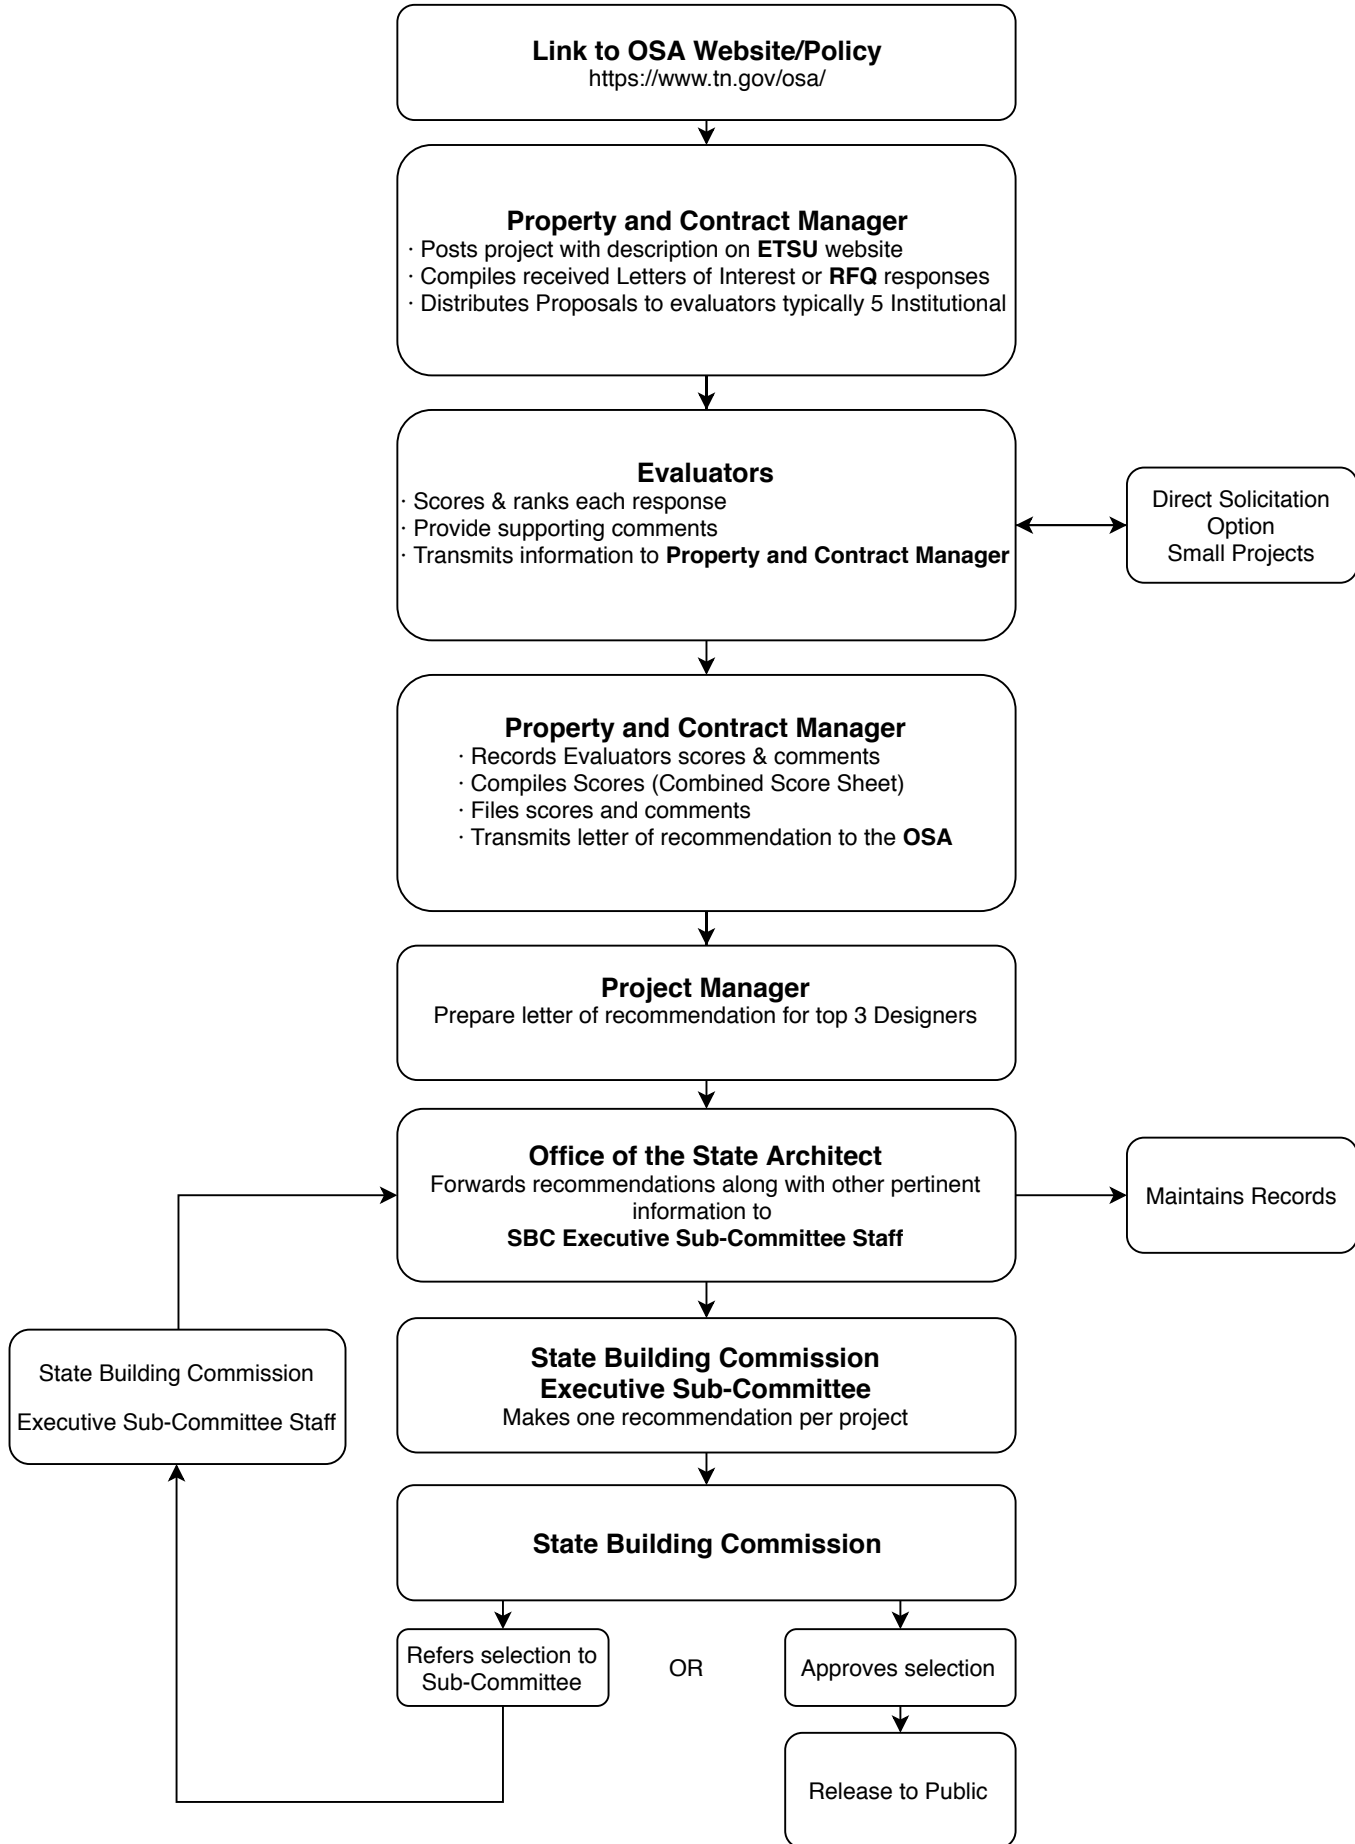 Link to OSA Website/Policy
https://www.tn.gov/osa/
Property and Contract Manager
· Posts project with description on ETSU website
· Compiles received Letters of Interest or RFQ responses
· Distributes Proposals to evaluators typically 5 Institutional
Evaluators
· Scores & ranks each response
· Provide supporting comments
· Transmits information to Property and Contract Manager
Direct Solicitation
Option
Small Projects
Property and Contract Manager
· Records Evaluators scores & comments
· Compiles Scores (Combined Score Sheet)
· Files scores and comments
· Transmits letter of recommendation to the OSA
Project Manager
Prepare letter of recommendation for top 3 Designers
Office of the State Architect
Forwards recommendations along with other pertinent
information to
SBC Executive Sub-Committee Staff
Maintains Records
State Building Commission
Executive Sub-Committee Staff
State Building Commission
Executive Sub-Committee
Makes one recommendation per project
State Building Commission
Refers selection to
Sub-Committee
OR
Approves selection
Release to Public